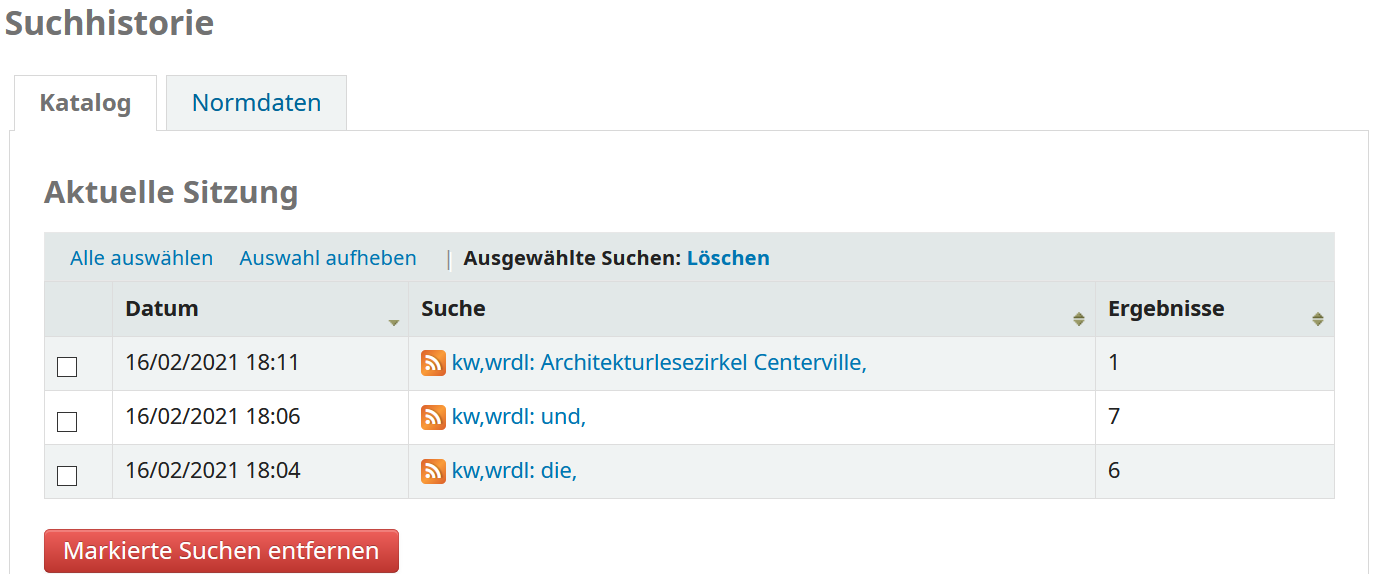 Suchhistorie
Katalog Normdaten
Aktuelle Sitzung
Alle auswählen Auswahl aufheben | Ausgewählte Suchen: Löschen
Datum Suche Ergebnisse
16/02/2021 18:11 kw,wrdl: Architekturlesezirkel Centerville, 1
16/02/2021 18:06 kw,wrdl: und, 7
16/02/2021 18:04 kw,wrdl: die, 6
Markierte Suchen entfernen